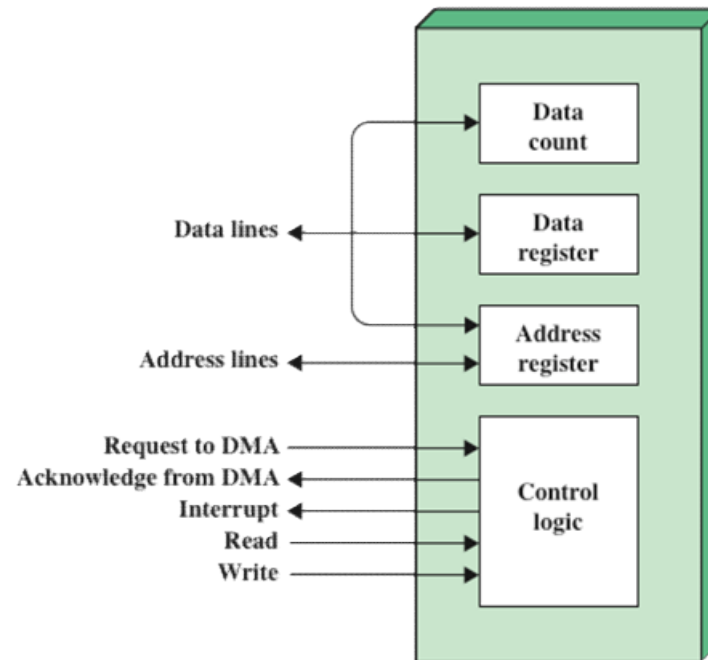 Data
count
Data lines
Data
register
Address lines
Address
register
Request to DMA
Acknowledge from DMA
Interrupt
Read
Write
Control
logic